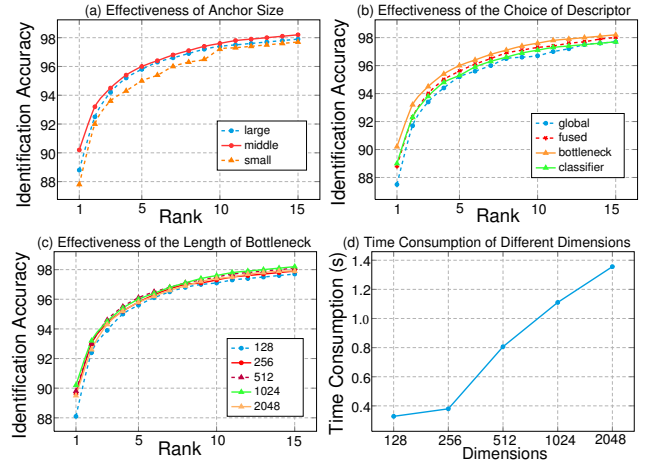 (a) Effectiveness of Anchor Size
Identification Accuracy
98
96
94
92
90
88
large
middle
small
1
5
10
15
Rank
(b) Effectiveness of the Choice of Descriptor
Identification Accuracy
98
96
94
92
90
88
global
fused
bottleneck
classifier
1
5
10
15
Rank
(c) Effectiveness of the Length of Bottleneck
Identification Accuracy
98
96
94
92
90
88
128
256
512
1024
2048
1
5
10
15
Rank
(d) Time Consumption of Different Dimensions
Time Consumption (s)
1.4
1.2
1.0
0.8
0.6
0.4
128
256
512
1024
2048
Dimensions